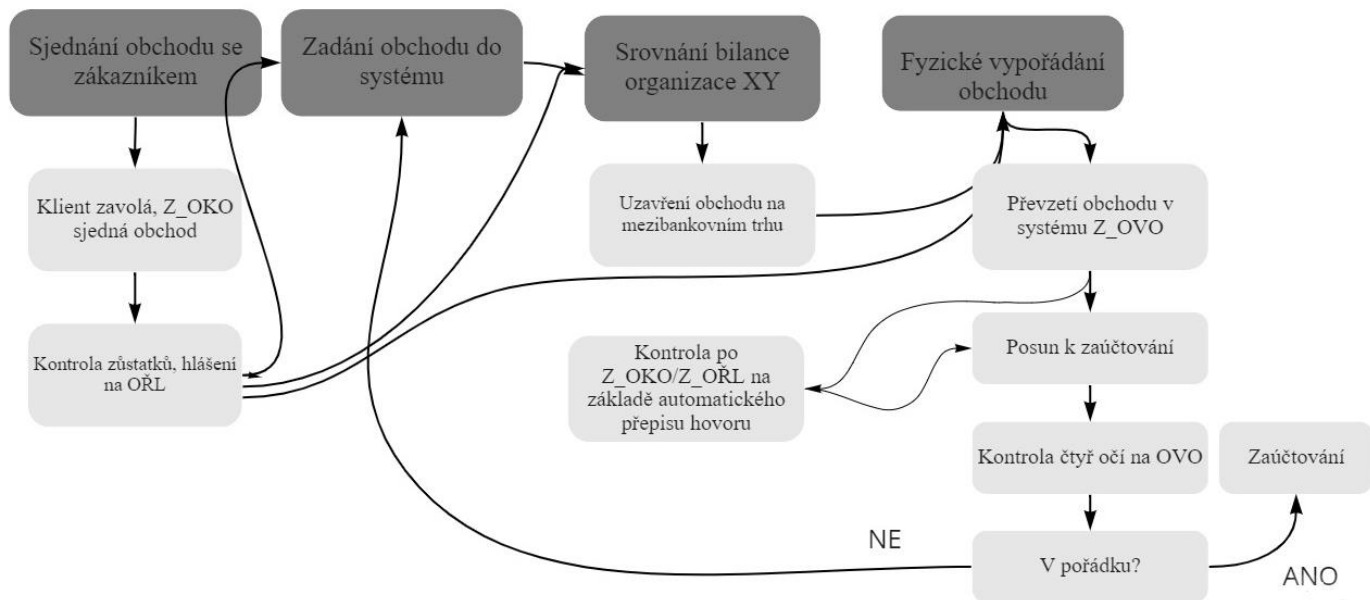 Sjednání obchodu se
zákazníkem
Zadání obchodu do
systému
Srovnání bilance
organizace XY
Fyzické vypořádání
obchodu
Klient zavolá, Z_OKO
sjedná obchod
Uzavření obchodu na
mezibankovním trhu
Převzetí obchodu v
systému Z_OVO
Kontrola zůstatků, hlášení
na OŘL
Kontrola po
Z_OKO/Z_OŘL na
základě automatického
přepisu hovoru
Posun k zaúčtování
Kontrola čtyř očí na OVO
Zaúčtování
NE
V pořádku?
ANO